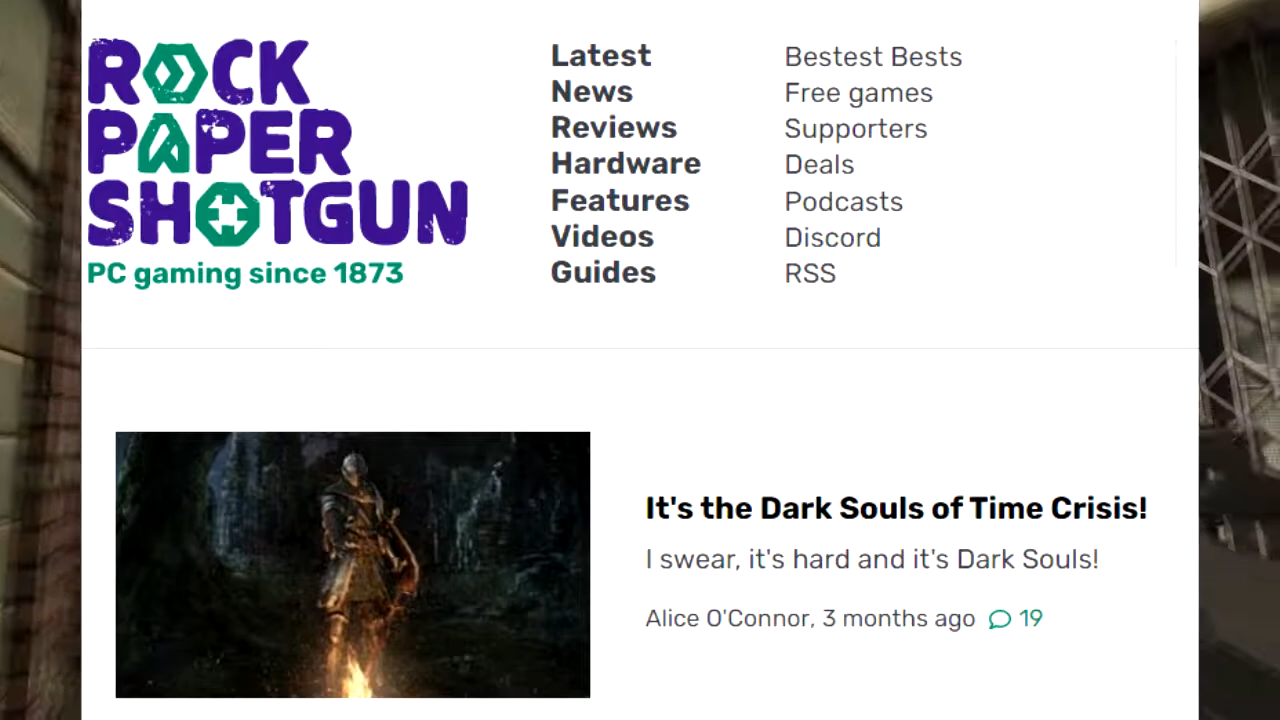 ROCK
PAPER
SHOTGUN
PC gaming since 1873
Latest
News
Reviews
Hardware
Features
Videos
Guides
Bestest Bests
Free games
Supporters
Deals
Podcasts
Discord
RSS
It's the Dark Souls of Time Crisis!
I swear, it's hard and it's Dark Souls!
Alice O'Connor, 3 months ago 19